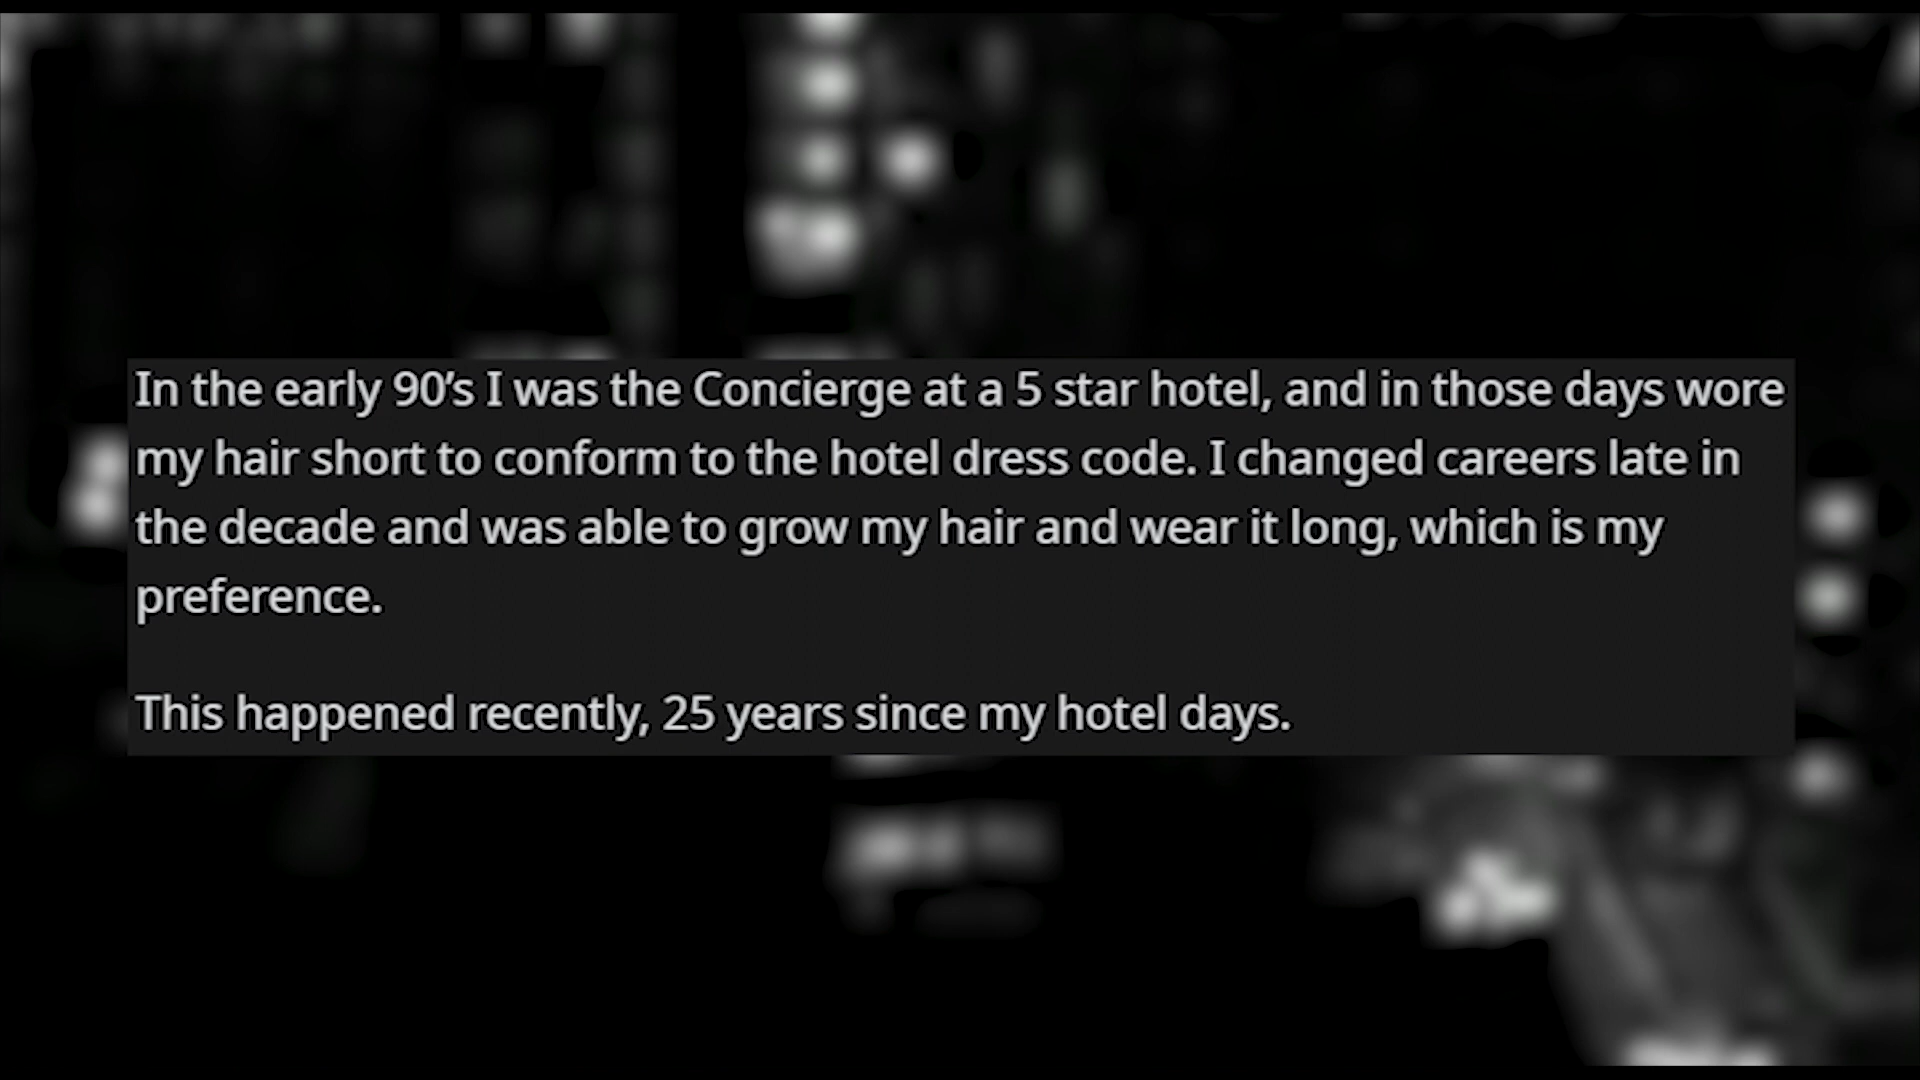 In the early 90’s I was the Concierge at a 5 star hotel, and in those days wore
my hair short to conform to the hotel dress code. I changed careers late in
the decade and was able to grow my hair and wear it long, which is my
preference.
This happened recently, 25 years since my hotel days.